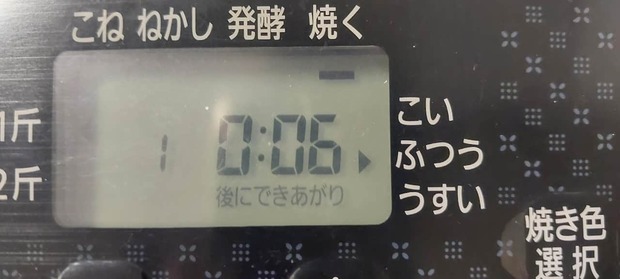 こね ねかし 発酵 焼く
1斤
2斤
1 0:06
後にできあがり
こい
ふつう
うすい
焼き色
選択